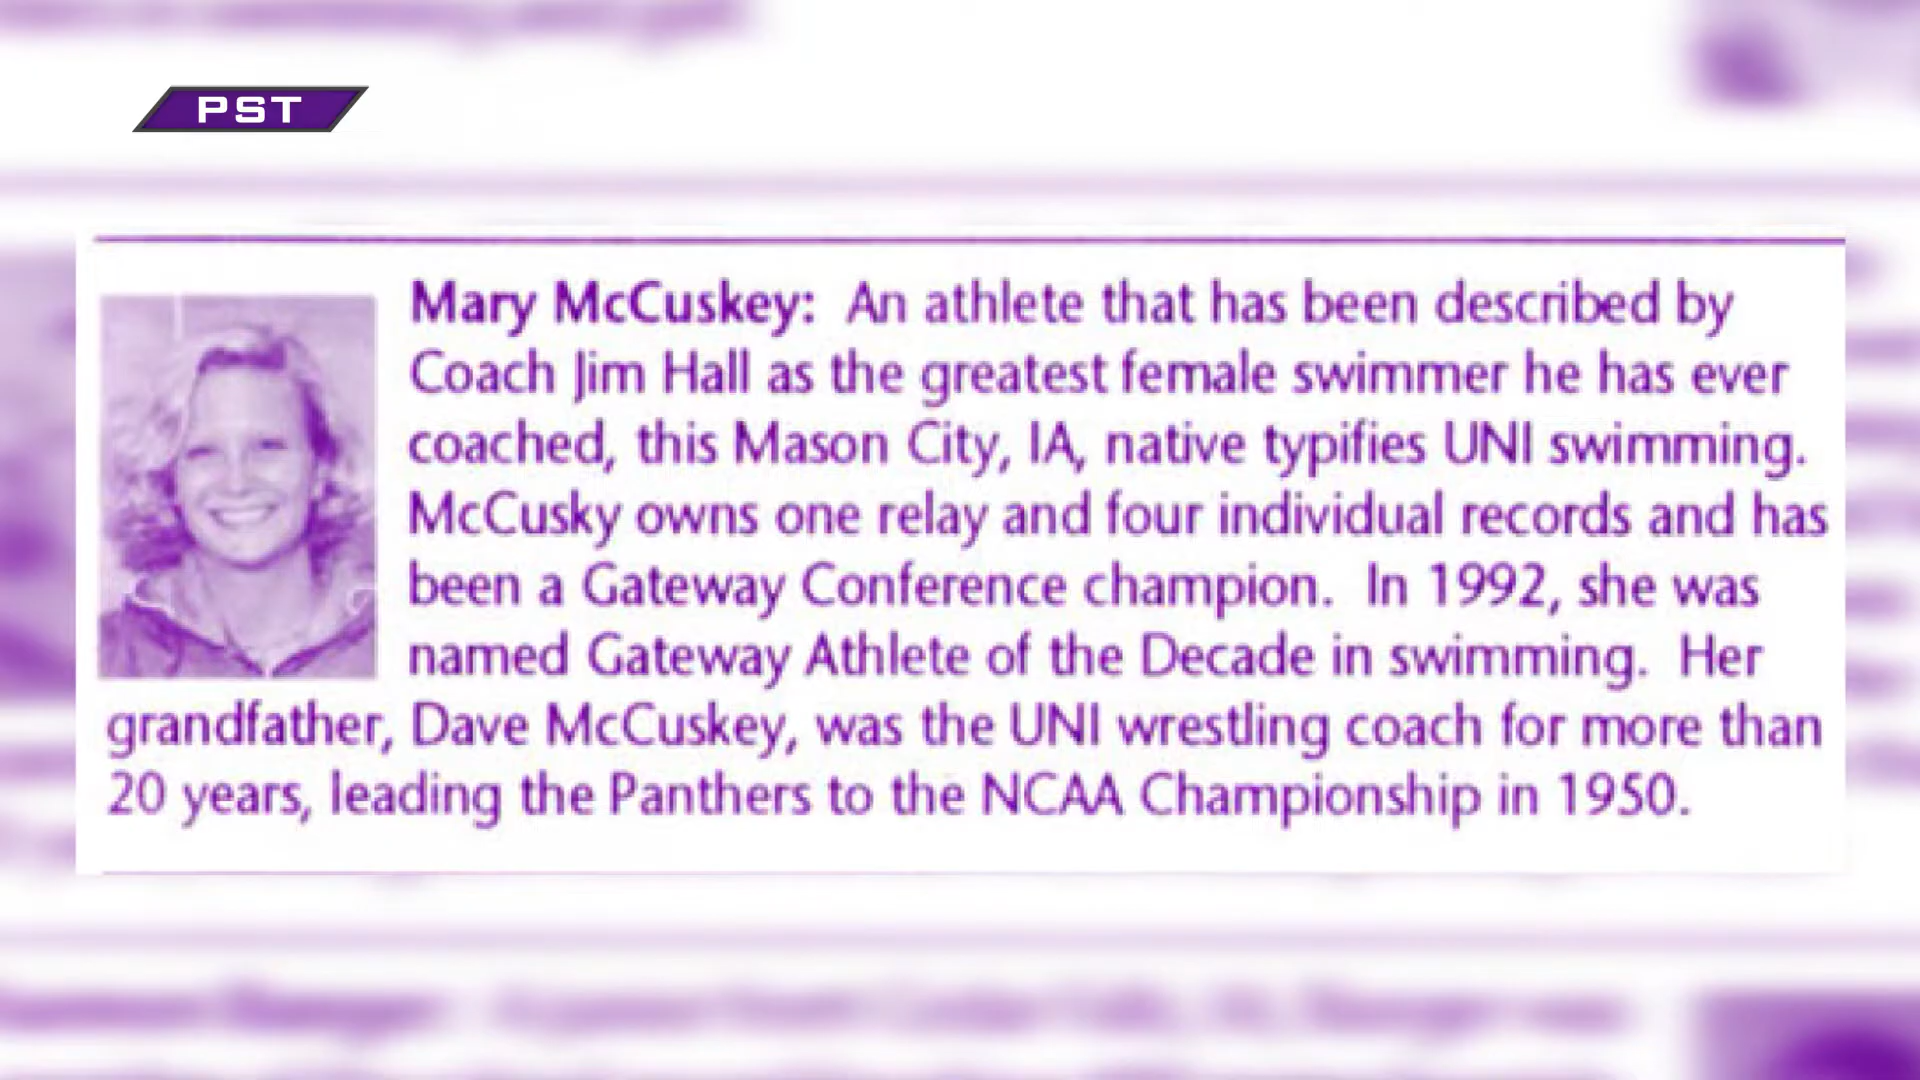 PST
Mary McCuskey: An athlete that has been described by
Coach Jim Hall as the greatest female swimmer he has ever
coached, this Mason City, IA, native typifies UNI swimming.
McCusky owns one relay and four individual records and has
been a Gateway Conference champion. In 1992, she was
named Gateway Athlete of the Decade in swimming. Her
grandfather, Dave McCuskey, was the UNI wrestling coach for more than
20 years, leading the Panthers to the NCAA Championship in 1950.